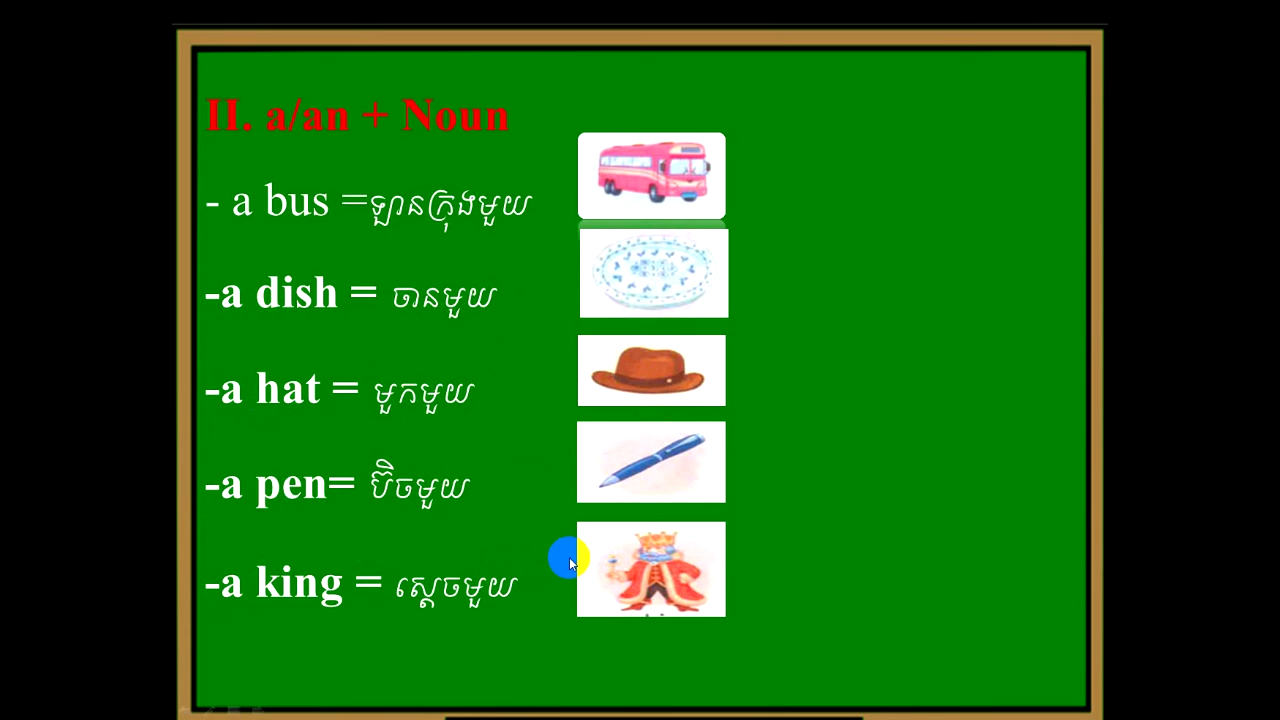 II. a/an + Noun
- a bus =ឡានក្រុងមួយ
-a dish = ចានមួយ
-a hat = មួកមួយ
-a pen= ប៊ិចមួយ
-a king = ស្ដេចមួយ